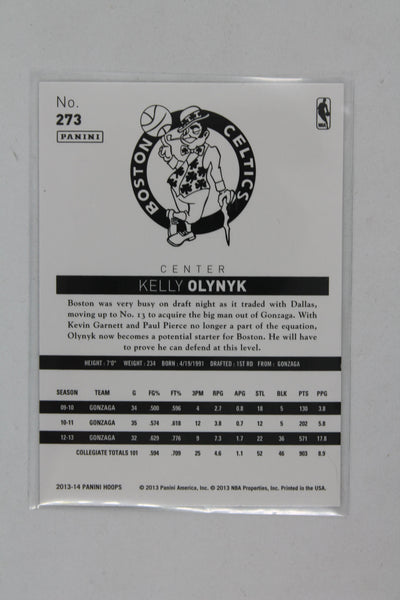 No.
273
PANINI
NBA
BOSTON CELTICS
CENTER
KELLY OLYNYK
Boston was very busy on draft night as it traded with Dallas,
moving up to No. 13 to acquire the big man out of Gonzaga. With
Kevin Garnett and Paul Pierce no longer a part of the equation,
Olynyk now becomes a potential starter for Boston. He will have
to prove he can defend at this level.
HEIGHT: 7'0" WEIGHT: 234 BORN: 4/19/1991 DRAFTED: 1ST RD FROM: GONZAGA
SEASON TEAM G FG% FT% 3PM RPG APG STL BLK PTS PPG
09-10 GONZAGA 34 .500 .596 4 2.7 0.8 18 5 130 3.8
10-11 GONZAGA 35 .574 .618 12 3.8 0.7 12 5 202 5.8
12-13 GONZAGA 32 .629 .776 9 7.3 1.7 22 36 571 17.8
COLLEGIATE TOTALS 101 .594 .709 25 4.6 1.1 52 46 903 8.9
2013-14 PANINI HOOPS © 2013 Panini America, Inc. © 2013 NBA Properties, Inc. Printed in the USA.